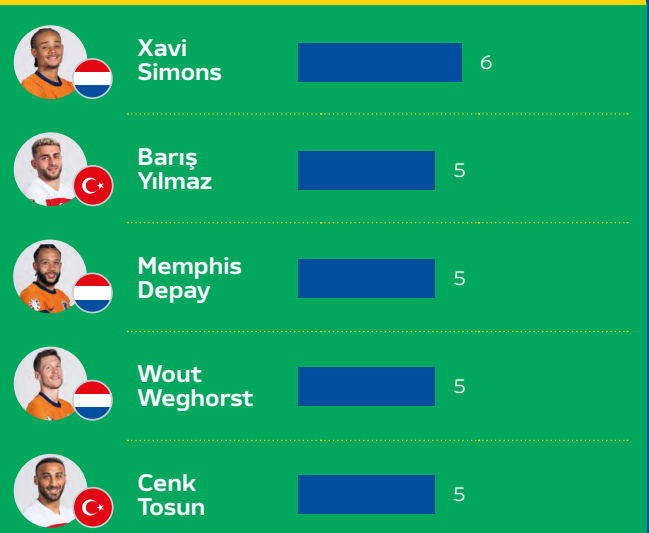 Xavi
Simons
6
Barış
Yılmaz
5
Memphis
Depay
5
Wout
Weghorst
5
Cenk
Tosun
5